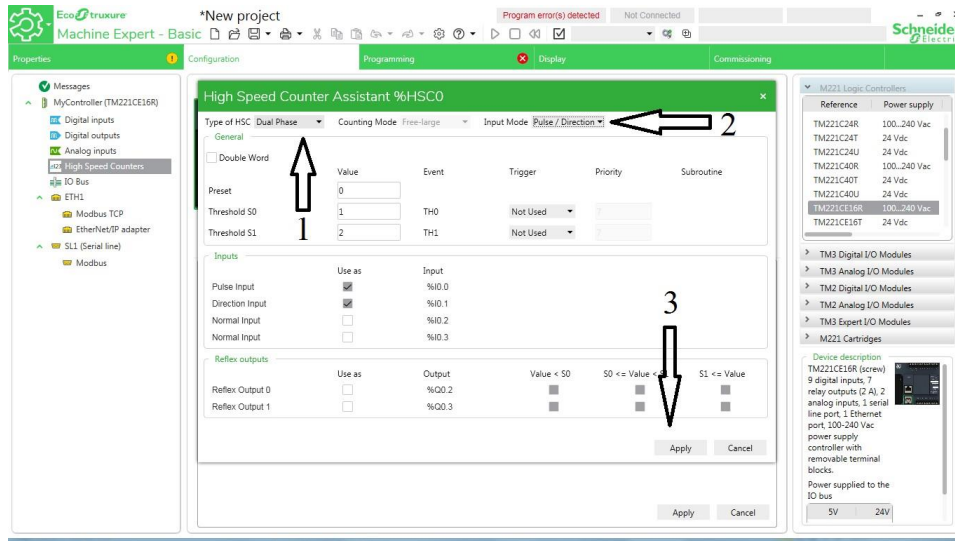 EcoStruxure
Machine Expert - Basic
*New project
Program error(s) detected
Not Connected
Schneide
Electri
Properties
Configuration
Programming
Display
Commissioning
Messages
MyController (TM221CE16R)
Digital inputs
Digital outputs
Analog inputs
High Speed Counters
IO Bus
ETH1
Modbus TCP
EtherNet/IP adapter
SL1 (Serial line)
Modbus
High Speed Counter Assistant %HSC0
Type of HSC Dual Phase Counting Mode Free-large Input Mode Pulse / Direction
2
General
Double Word
1
Value Event Trigger Priority Subroutine
Preset 0
Threshold S0 1 TH0 Not Used 7
Threshold S1 2 TH1 Not Used 7
Inputs
Use as Input
Pulse Input %I0.0
Direction Input %I0.1
Normal Input %I0.2
Normal Input %I0.3
3
Reflex outputs
Use as Output Value < S0 S0 <= Value < S1 <= Value
Reflex Output 0 %Q0.2
Reflex Output 1 %Q0.3
Apply Cancel
Apply Cancel
M221 Logic Controllers
Reference Power supply
TM221C24R 100...240 Vac
TM221C24T 24 Vdc
TM221C24U 24 Vdc
TM221C40R 100...240 Vac
TM221C40T 24 Vdc
TM221C40U 24 Vdc
TM221CE16R 100...240 Vac
TM221CE16T 24 Vdc
TM3 Digital I/O Modules
TM3 Analog I/O Modules
TM2 Digital I/O Modules
TM2 Analog I/O Modules
TM3 Expert I/O Modules
M221 Cartridges
Device description
TM221CE16R (screw)
9 digital inputs, 7
relay outputs (2 A), 2
analog inputs, 1 serial
line port, 1 Ethernet
port, 100-240 Vac
power supply
controller with
removable terminal
blocks.
Power supplied to the
IO bus
5V 24V